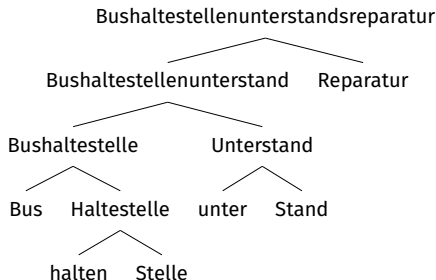 Bushaltestellenunterstandsreparatur
Bushaltestellenunterstand Reparatur
Bushaltestelle Unterstand
Bus Haltestelle unter Stand
halten Stelle